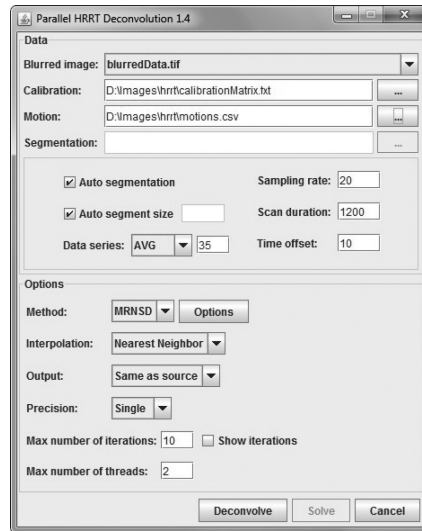 Parallel HRRT Deconvolution 1.4
Data
Blurred image: blurredData.tif
Calibration: D:\Images\hrrt\calibrationMatrix.txt ...
Motion: D:\Images\hrrt\motions.csv ...
Segmentation: ...
Auto segmentation Sampling rate: 20
Auto segment size Scan duration: 1200
Data series: AVG 35 Time offset: 10
Options
Method: MRNSD Options
Interpolation: Nearest Neighbor
Output: Same as source
Precision: Single
Max number of iterations: 10 Show iterations
Max number of threads: 2
Deconvolve Solve Cancel